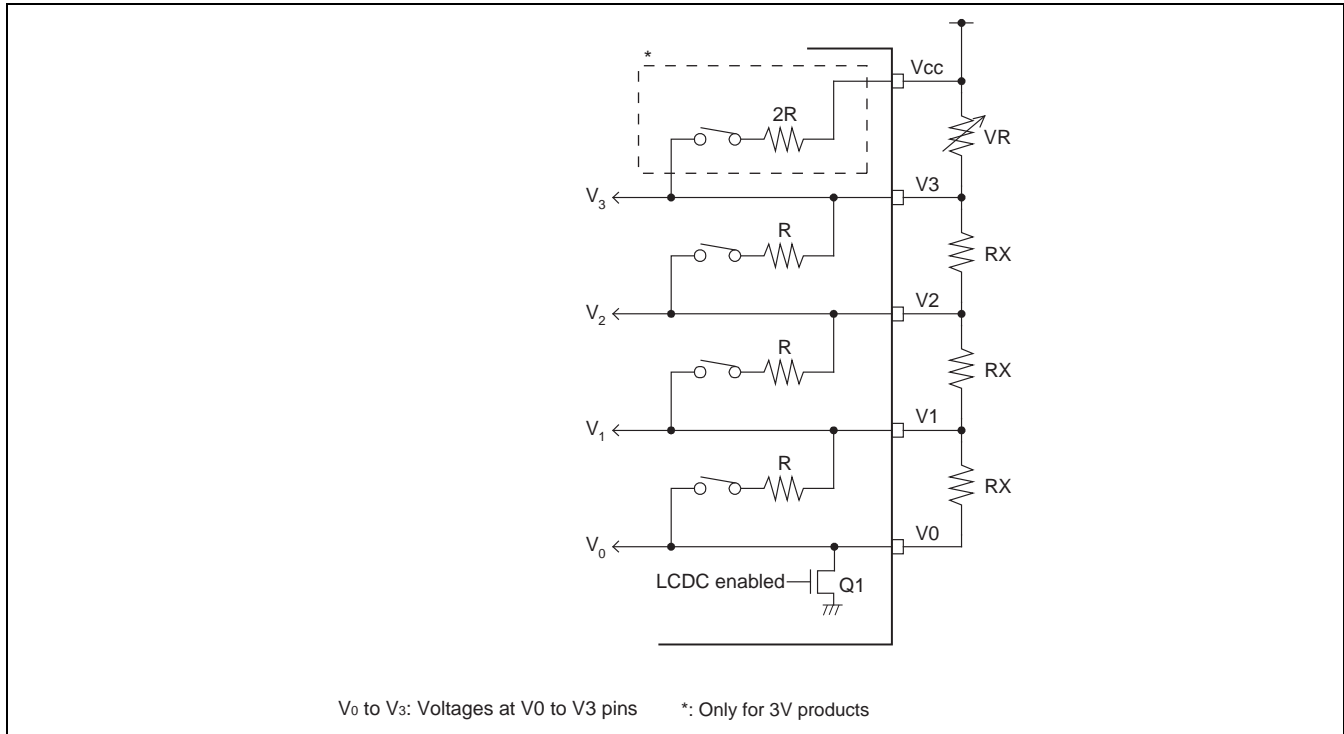 *
Vcc
2R
VR
V3
V₃
R
RX
V2
V₂
R
RX
V1
V₁
R
RX
V0
V₀
LCDC enabled
Q1
V₀ to V₃: Voltages at V0 to V3 pins *: Only for 3V products